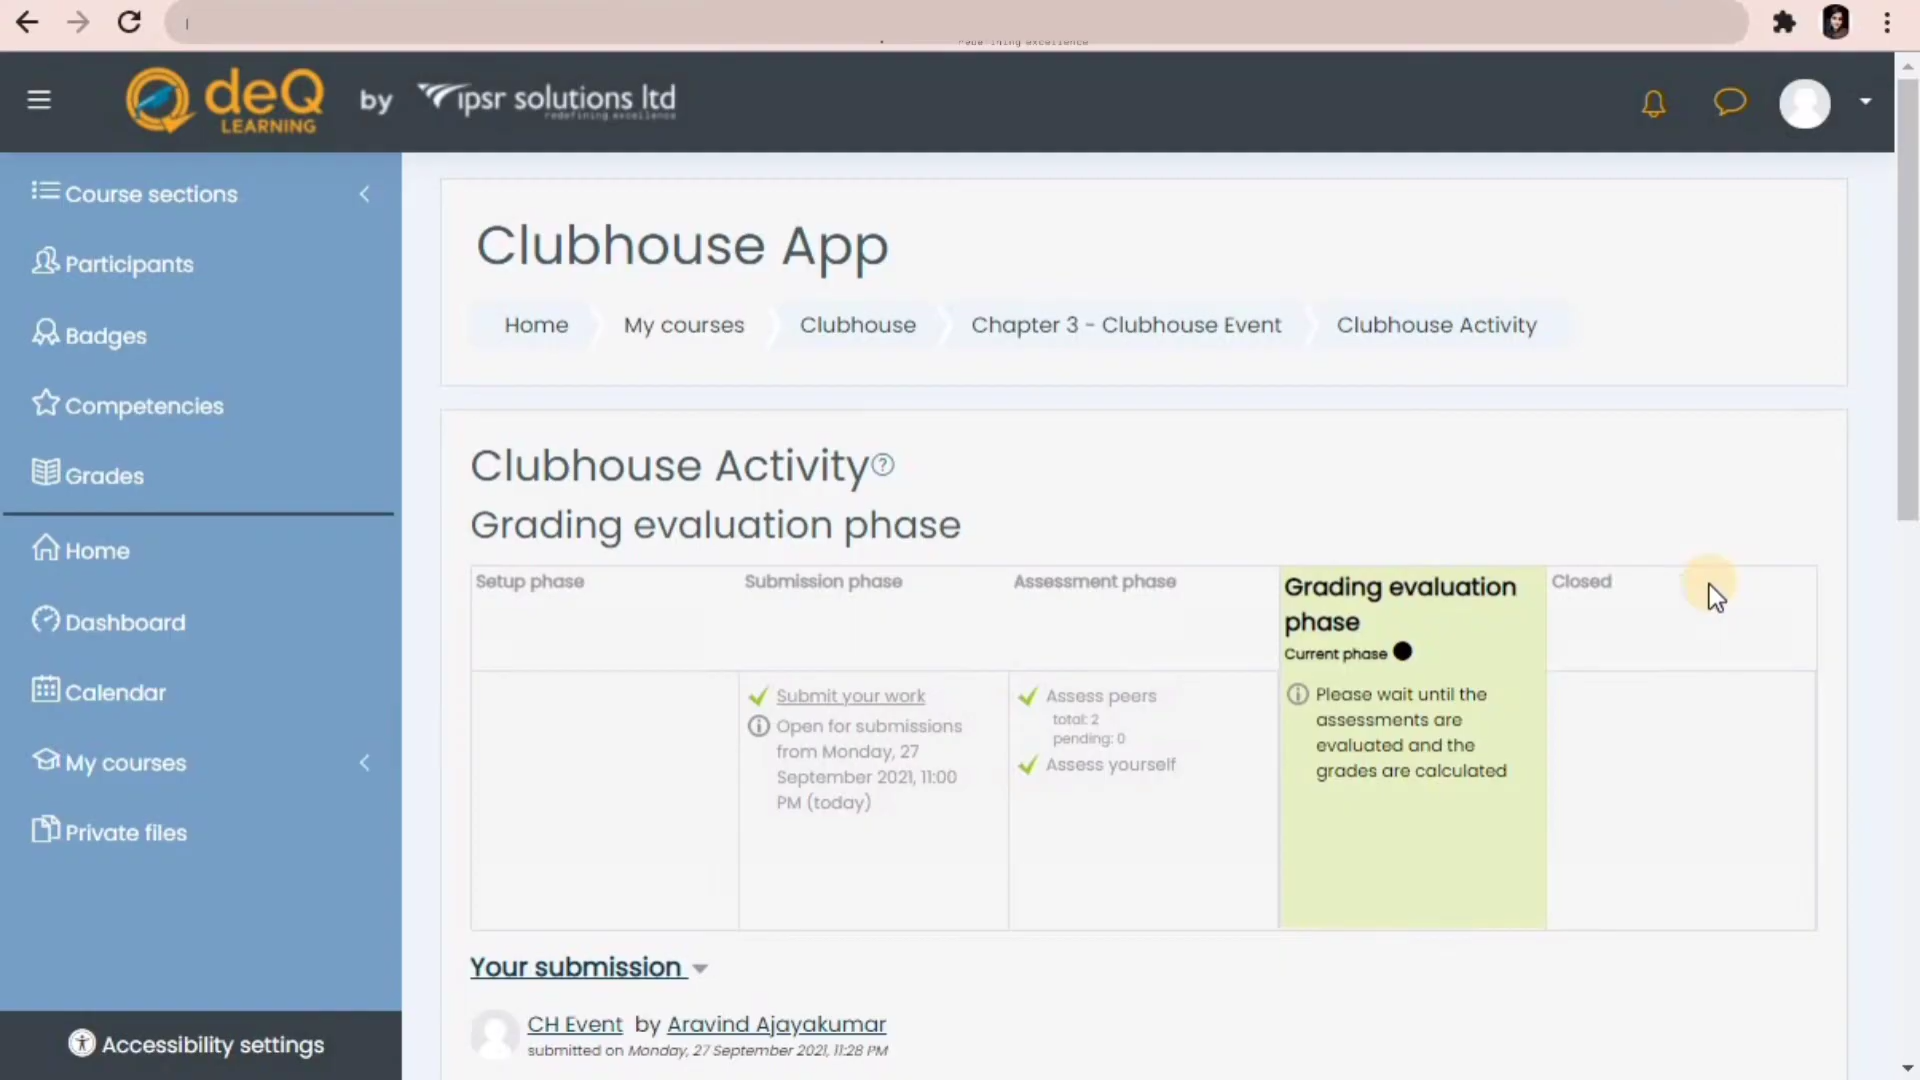 redefining excellence
deQ
LEARNING
by
ipsr solutions ltd
redefining excellence
Course sections
Participants
Badges
Competencies
Grades
Home
Dashboard
Calendar
My courses
Private files
Accessibility settings
Clubhouse App
Home
My courses
Clubhouse
Chapter 3 - Clubhouse Event
Clubhouse Activity
Clubhouse Activity
Grading evaluation phase
Setup phase
Submission phase
Submit your work
Open for submissions
from Monday, 27
September 2021, 11:00
PM (today)
Assessment phase
Assess peers
total: 2
pending: 0
Assess yourself
Grading evaluation
phase
Current phase
Please wait until the
assessments are
evaluated and the
grades are calculated
Closed
Your submission
CH Event by Aravind Ajayakumar
submitted on Monday, 27 September 2021, 11:28 PM